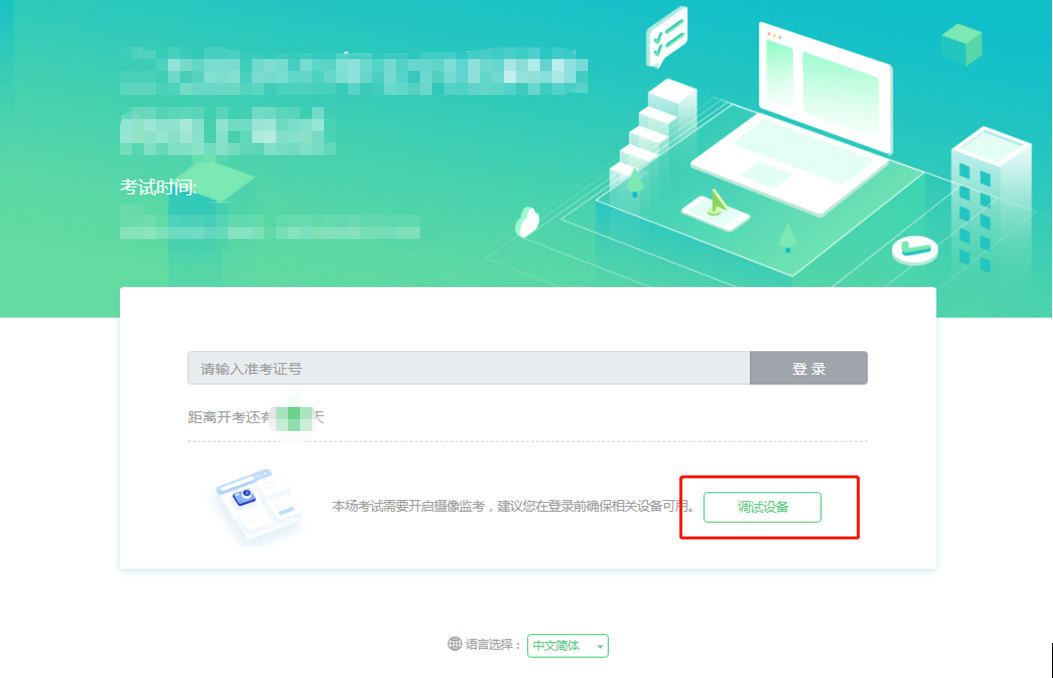 考试时间:
请输入准考证号
登 录
距离开考还有 天
本场考试需要开启摄像监考，建议您在登录前确保相关设备可用。
调试设备
语言选择：
中文简体